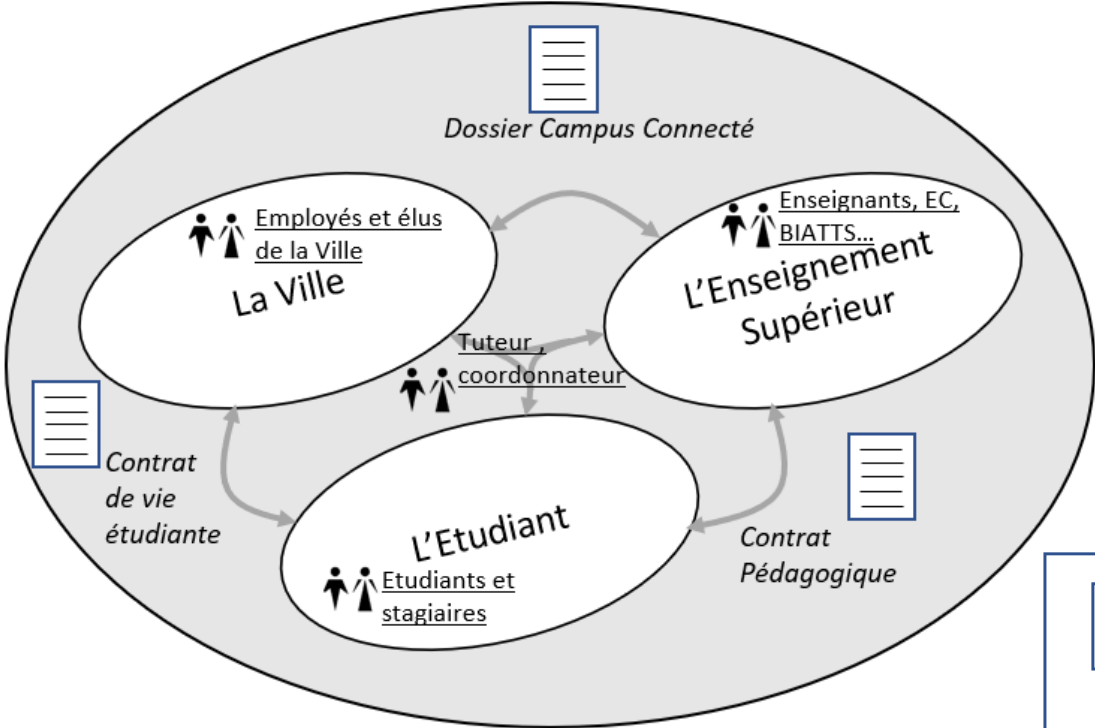 Dossier Campus Connecté
Employés et élus
de la Ville
La Ville
Enseignants, EC,
BIATTS...
L'Enseignement
Supérieur
Tuteur ,
coordonnateur
Contrat
de vie
étudiante
L'Etudiant
Etudiants et
stagiaires
Contrat
Pédagogique